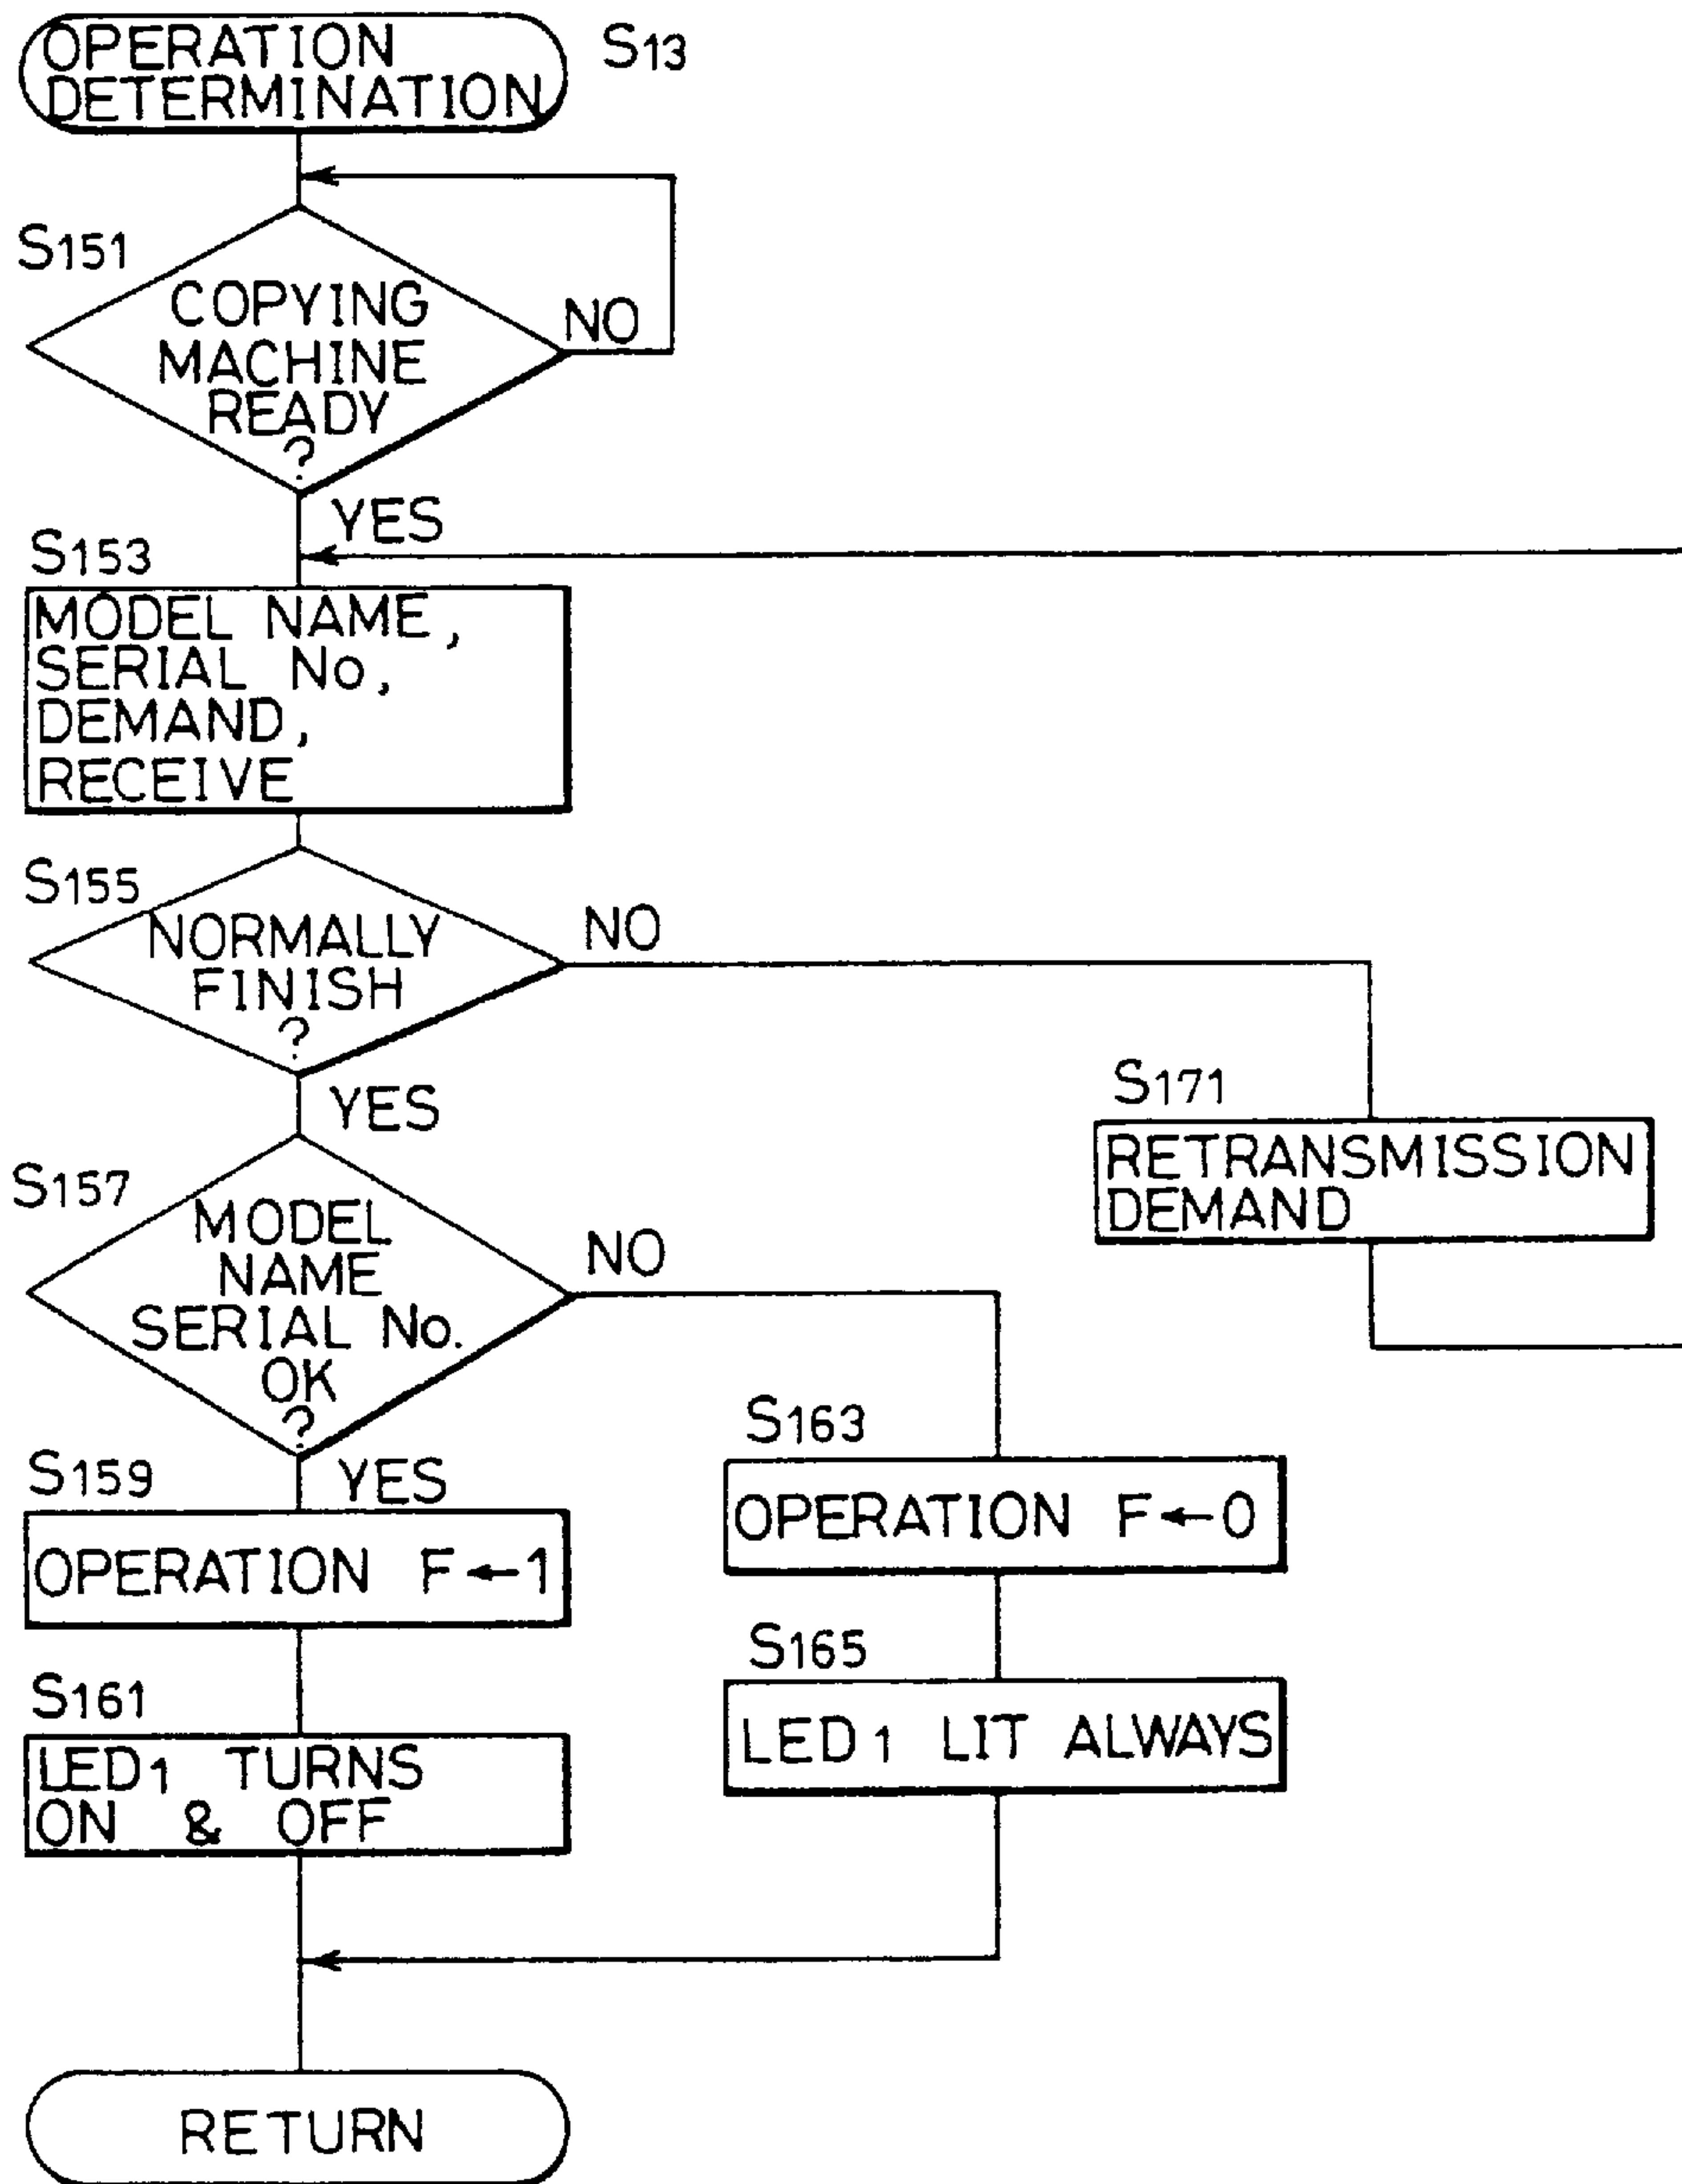 OPERATION
DETERMINATION
S13
S151
COPYING
MACHINE
READY
?
NO
YES
S153
MODEL NAME,
SERIAL No,
DEMAND,
RECEIVE
S155
NORMALLY
FINISH
?
NO
YES
S171
RETRANSMISSION
DEMAND
S157
MODEL
NAME
SERIAL No.
OK
?
NO
YES
S159
OPERATION F←1
S163
OPERATION F←0
S161
LED1 TURNS
ON & OFF
S165
LED1 LIT ALWAYS
RETURN